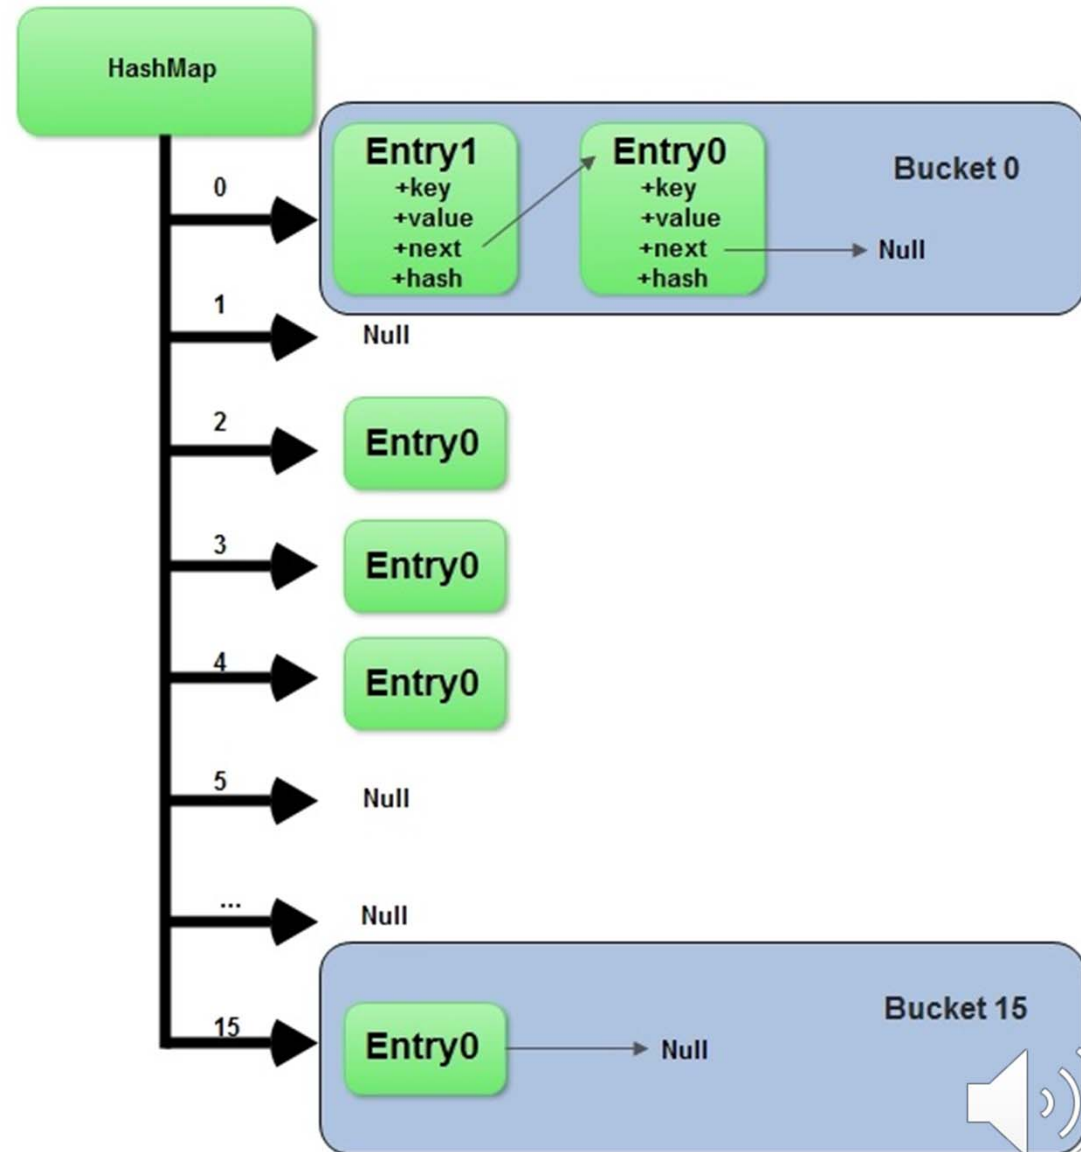 HashMap
0
Entry1
+key
+value
+next
+hash
Entry0
+key
+value
+next
+hash
Null
Bucket 0
1
Null
2
Entry0
3
Entry0
4
Entry0
5
Null
...
Null
15
Entry0
Null
Bucket 15